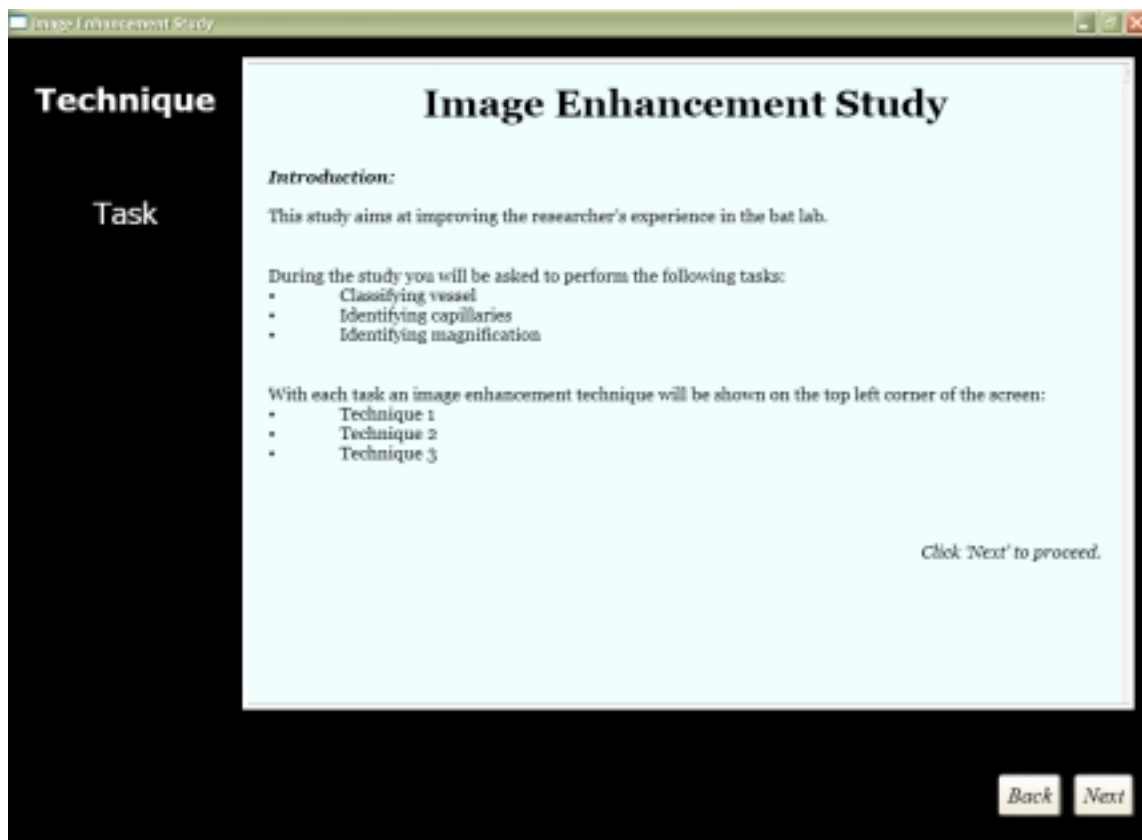 Image Enhancement Study
Technique
Task
Image Enhancement Study
Introduction:
This study aims at improving the researcher's experience in the bat lab.
During the study you will be asked to perform the following tasks:
• Classifying vessel
• Identifying capillaries
• Identifying magnification
With each task an image enhancement technique will be shown on the top left corner of the screen:
• Technique 1
• Technique 2
• Technique 3
Click 'Next' to proceed.
Back Next